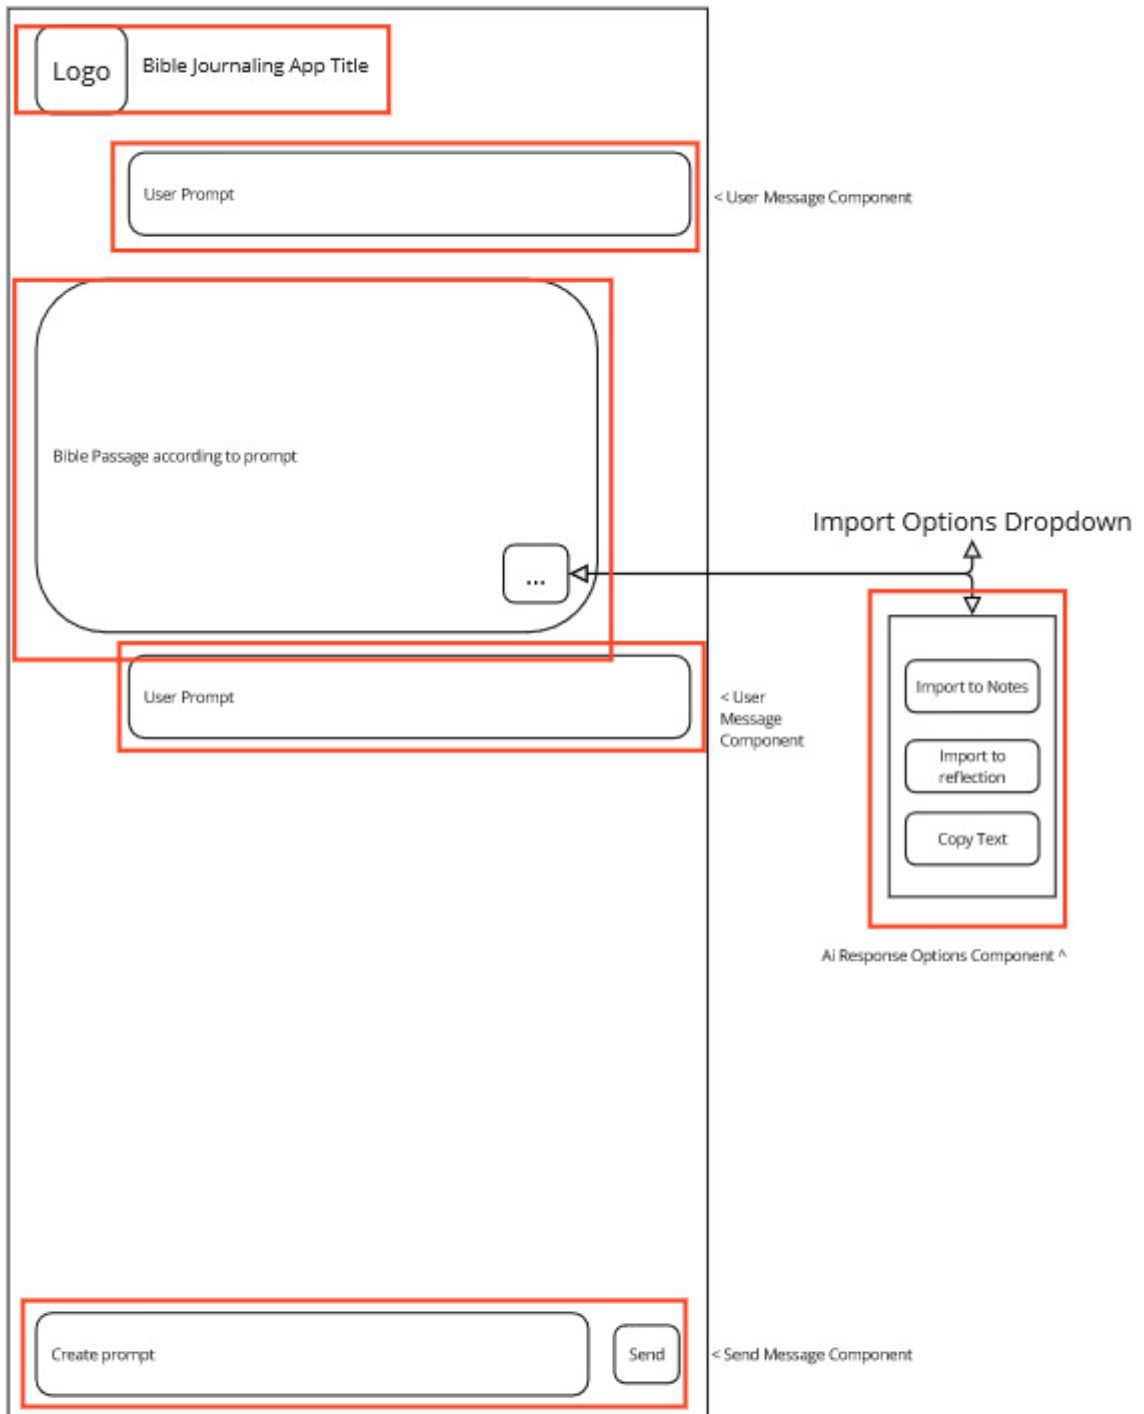 Logo
Bible Journaling App Title
User Prompt
< User Message Component
Bible Passage according to prompt
Import Options Dropdown
...
Import to Notes
User Prompt
< User
Message
Component
Import to
reflection
Copy Text
Ai Response Options Component ^
Create prompt
Send
< Send Message Component